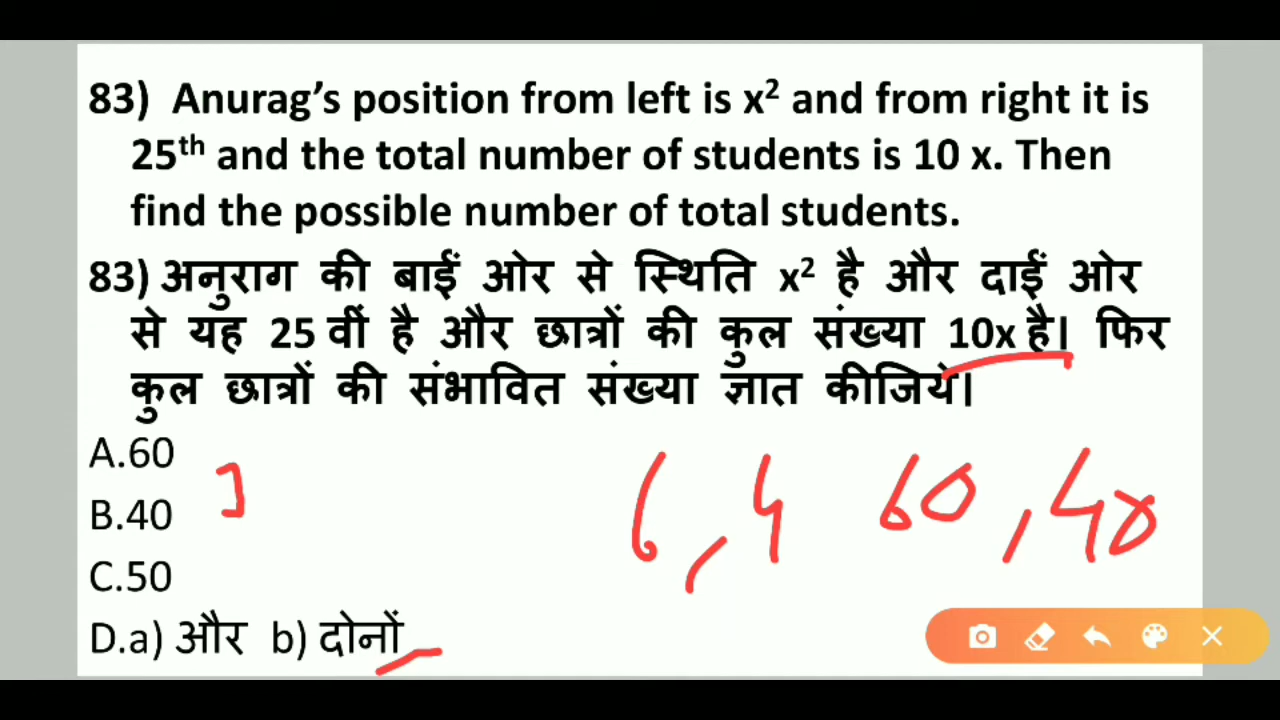 83) Anurag’s position from left is x² and from right it is
25ᵗʰ and the total number of students is 10 x. Then
find the possible number of total students.
83) अनुराग की बाईं ओर से स्थिति x² है और दाईं ओर
से यह 25 वीं है और छात्रों की कुल संख्या 10x है। फिर
कुल छात्रों की संभावित संख्या ज्ञात कीजिये।
A.60
B.40
6, 4 60, 40
C.50
D.a) और b) दोनों